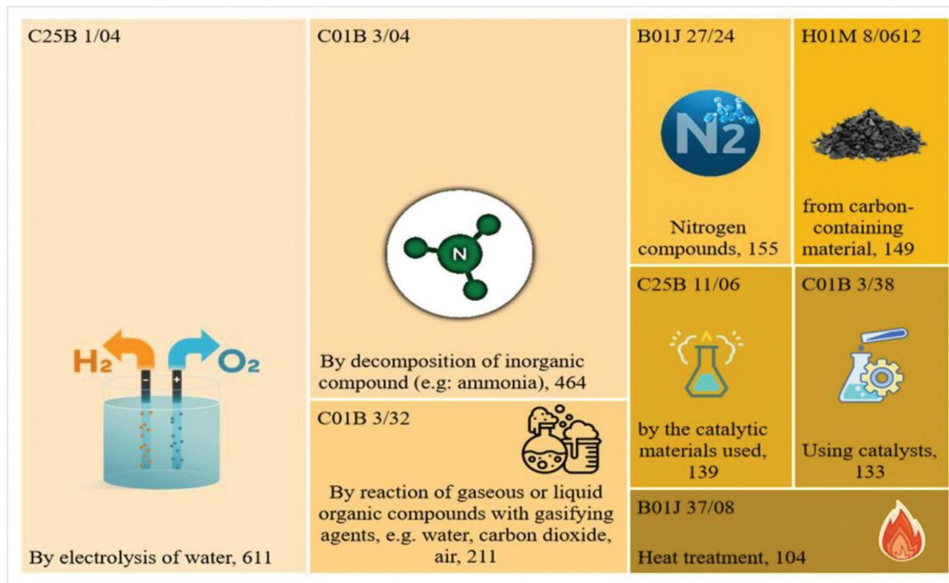 C25B 1/04
H2
O2
-
+
By electrolysis of water, 611
C01B 3/04
N
By decomposition of inorganic
compound (e.g: ammonia), 464
C01B 3/32
By reaction of gaseous or liquid
organic compounds with gasifying
agents, e.g. water, carbon dioxide,
air, 211
B01J 27/24
N2
Nitrogen
compounds, 155
H01M 8/0612
from carbon-
containing
material, 149
C25B 11/06
by the catalytic
materials used,
139
C01B 3/38
Using catalysts,
133
B01J 37/08
Heat treatment, 104